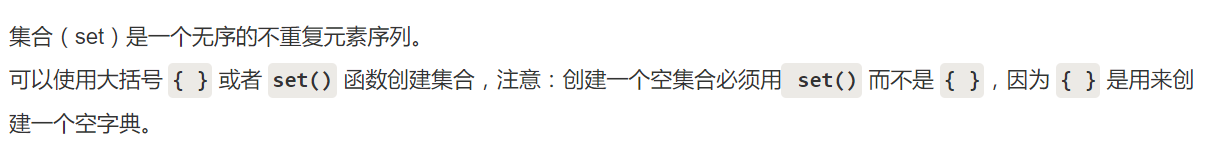 集合（set）是一个无序的不重复元素序列。
可以使用大括号 { } 或者 set() 函数创建集合，注意：创建一个空集合必须用 set() 而不是 { }，因为 { } 是用来创
建一个空字典。